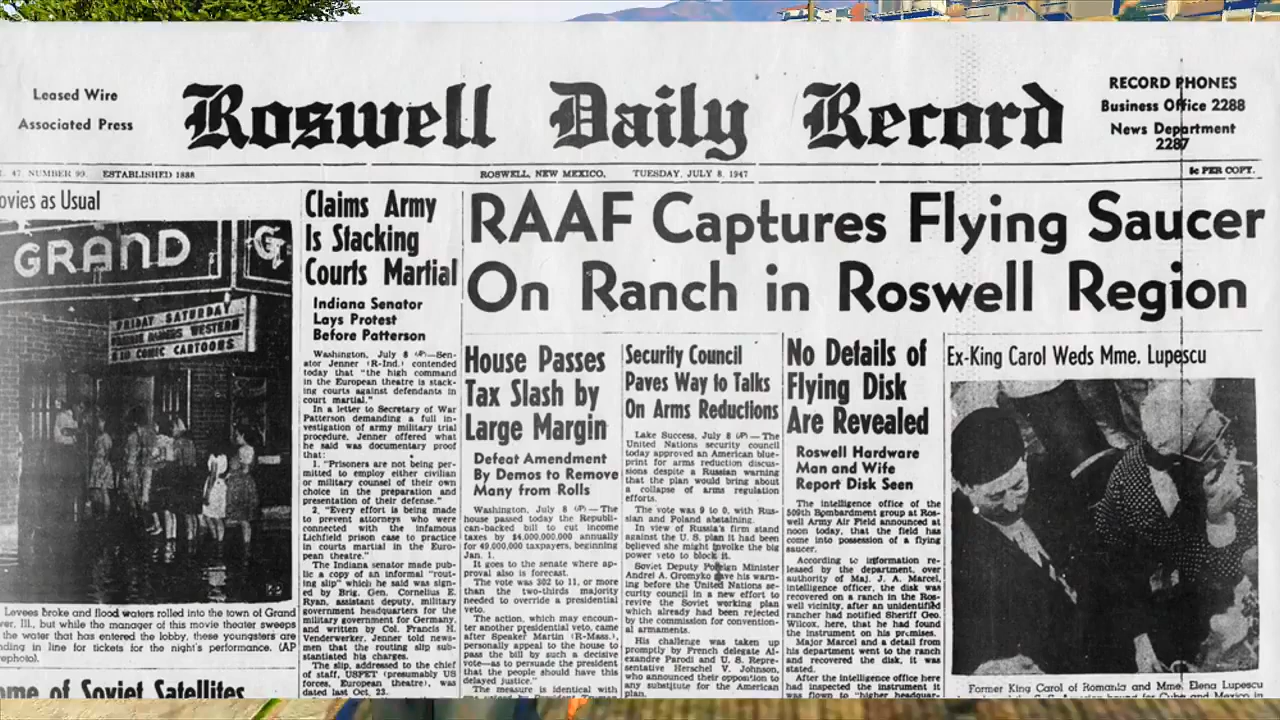 Leased Wire
Associated Press
Roswell Daily Record
RECORD PHONES
Business Office 2288
News Department
2287
47 NUMBER 99. ESTABLISHED 1888
ROSWELL, NEW MEXICO, TUESDAY, JULY 8, 1947
5c PER COPY.
ovies as Usual
GRAND
G
FRIDAY SATURDAY
WESTERN
10 COMIC CARTOONS
Levees broke and flood waters rolled into the town of Grand
ver, Ill., but while the manager of this movie theater sweeps
the water that has entered the lobby, these youngsters are
nding in line for tickets for the night's performance. (AP
rephoto).
ome of Soviet Satellites
Claims Army
Is Stacking
Courts Martial
Indiana Senator
Lays Protest
Before Patterson
Washington, July 8 (AP)—Sen-
ator Jenner (R-Ind.) contended
today that "the high command
in the European theatre is stack-
ing courts against defendants in
court martial."
In a letter to Secretary of War
Patterson demanding a full in-
vestigation of army military trial
procedure, Jenner offered what
he said was documentary proof
that:
1. "Prisoners are not being per-
mitted to employ either civilian
or military counsel of their own
choice in the preparation and
presentation of their defense."
2. "Every effort is being made
to prevent attorneys who were
connected with the infamous
Lichfield prison case to practice
in courts martial in the Euro-
pean theatre."
The Indiana senator made pub-
lic a copy of an informal "rout-
ing slip" which he said was sign-
ed by Brig. Gen. Cornelius E.
Ryan, assistant deputy, military
government headquarters for the
military government for Germany,
and written by Col. Francis H.
Venderwerker. Jenner told news-
men that the routing slip sub-
stantiated his charges.
The slip, addressed to the chief
of staff, USFET (presumably US
forces, European theatre), was
dated last Oct. 23.
RAAF Captures Flying Saucer
On Ranch in Roswell Region
House Passes
Tax Slash by
Large Margin
Defeat Amendment
By Demos to Remove
Many from Rolls
Washington, July 8 (AP)—The
house passed today the Republi-
can-backed bill to cut income
taxes by $4,000,000,000 annually
for 49,000,000 taxpayers, beginning
Jan. 1.
It goes to the senate where ap-
proval also is forecast.
The vote was 302 to 11, or more
than the two-thirds majority
needed to override a presidential
veto.
The action, which may encoun-
ter another presidential veto, came
after Speaker Martin (R-Mass.),
personally appeal to the house to
pass the bill by such a decisive
vote—as to persuade the president
that the people should have this
delayed justice."
The measure is identical with
Security Council
Paves Way to Talks
On Arms Reductions
Lake Success, July 8 (AP)—The
United Nations security council
today approved an American blue-
print for arms reduction discus-
sions despite a Russian warning
that the plan would bring about
a collapse of arms regulation
efforts.
The vote was 9 to 0, with Rus-
sian and Poland abstaining.
In view of Russia's firm stand
against the U.S. plan it had been
believed she might invoke the big
power veto to block it.
Soviet Deputy Foreign Minister
Andrei A. Gromyko gave his warn-
ing before the United Nations se-
curity council in a new effort to
revive the Soviet working plan
which already had been rejected
by the commission for convention-
al armaments.
His challenge was taken up
promptly by French delegate Al-
exandre Parodi and U. S. Repre-
sentative Herschel V. Johnson,
who announced their opposition to
any substitute for the American
plan.
No Details of
Flying Disk
Are Revealed
Roswell Hardware
Man and Wife
Report Disk Seen
The intelligence office of the
509th Bombardment group at Ros-
well Army Air Field announced at
noon today, that the field has
come into possession of a flying
saucer.
According to information re-
leased by the department, over
authority of Maj. J. A. Marcel,
intelligence officer, the disk was
recovered on a ranch in the Ros-
well vicinity, after an unidentified
rancher had notified Sheriff Geo.
Wilcox, here, that he had found
the instrument on his premises.
Major Marcel and a detail from
his department went to the ranch
and recovered the disk, it was
stated.
After the intelligence office here
had inspected the instrument it
was flown to "higher headquar-
Ex-King Carol Weds Mme. Lupescu
Former King Carol of Romania and Mme. Elena Lupescu